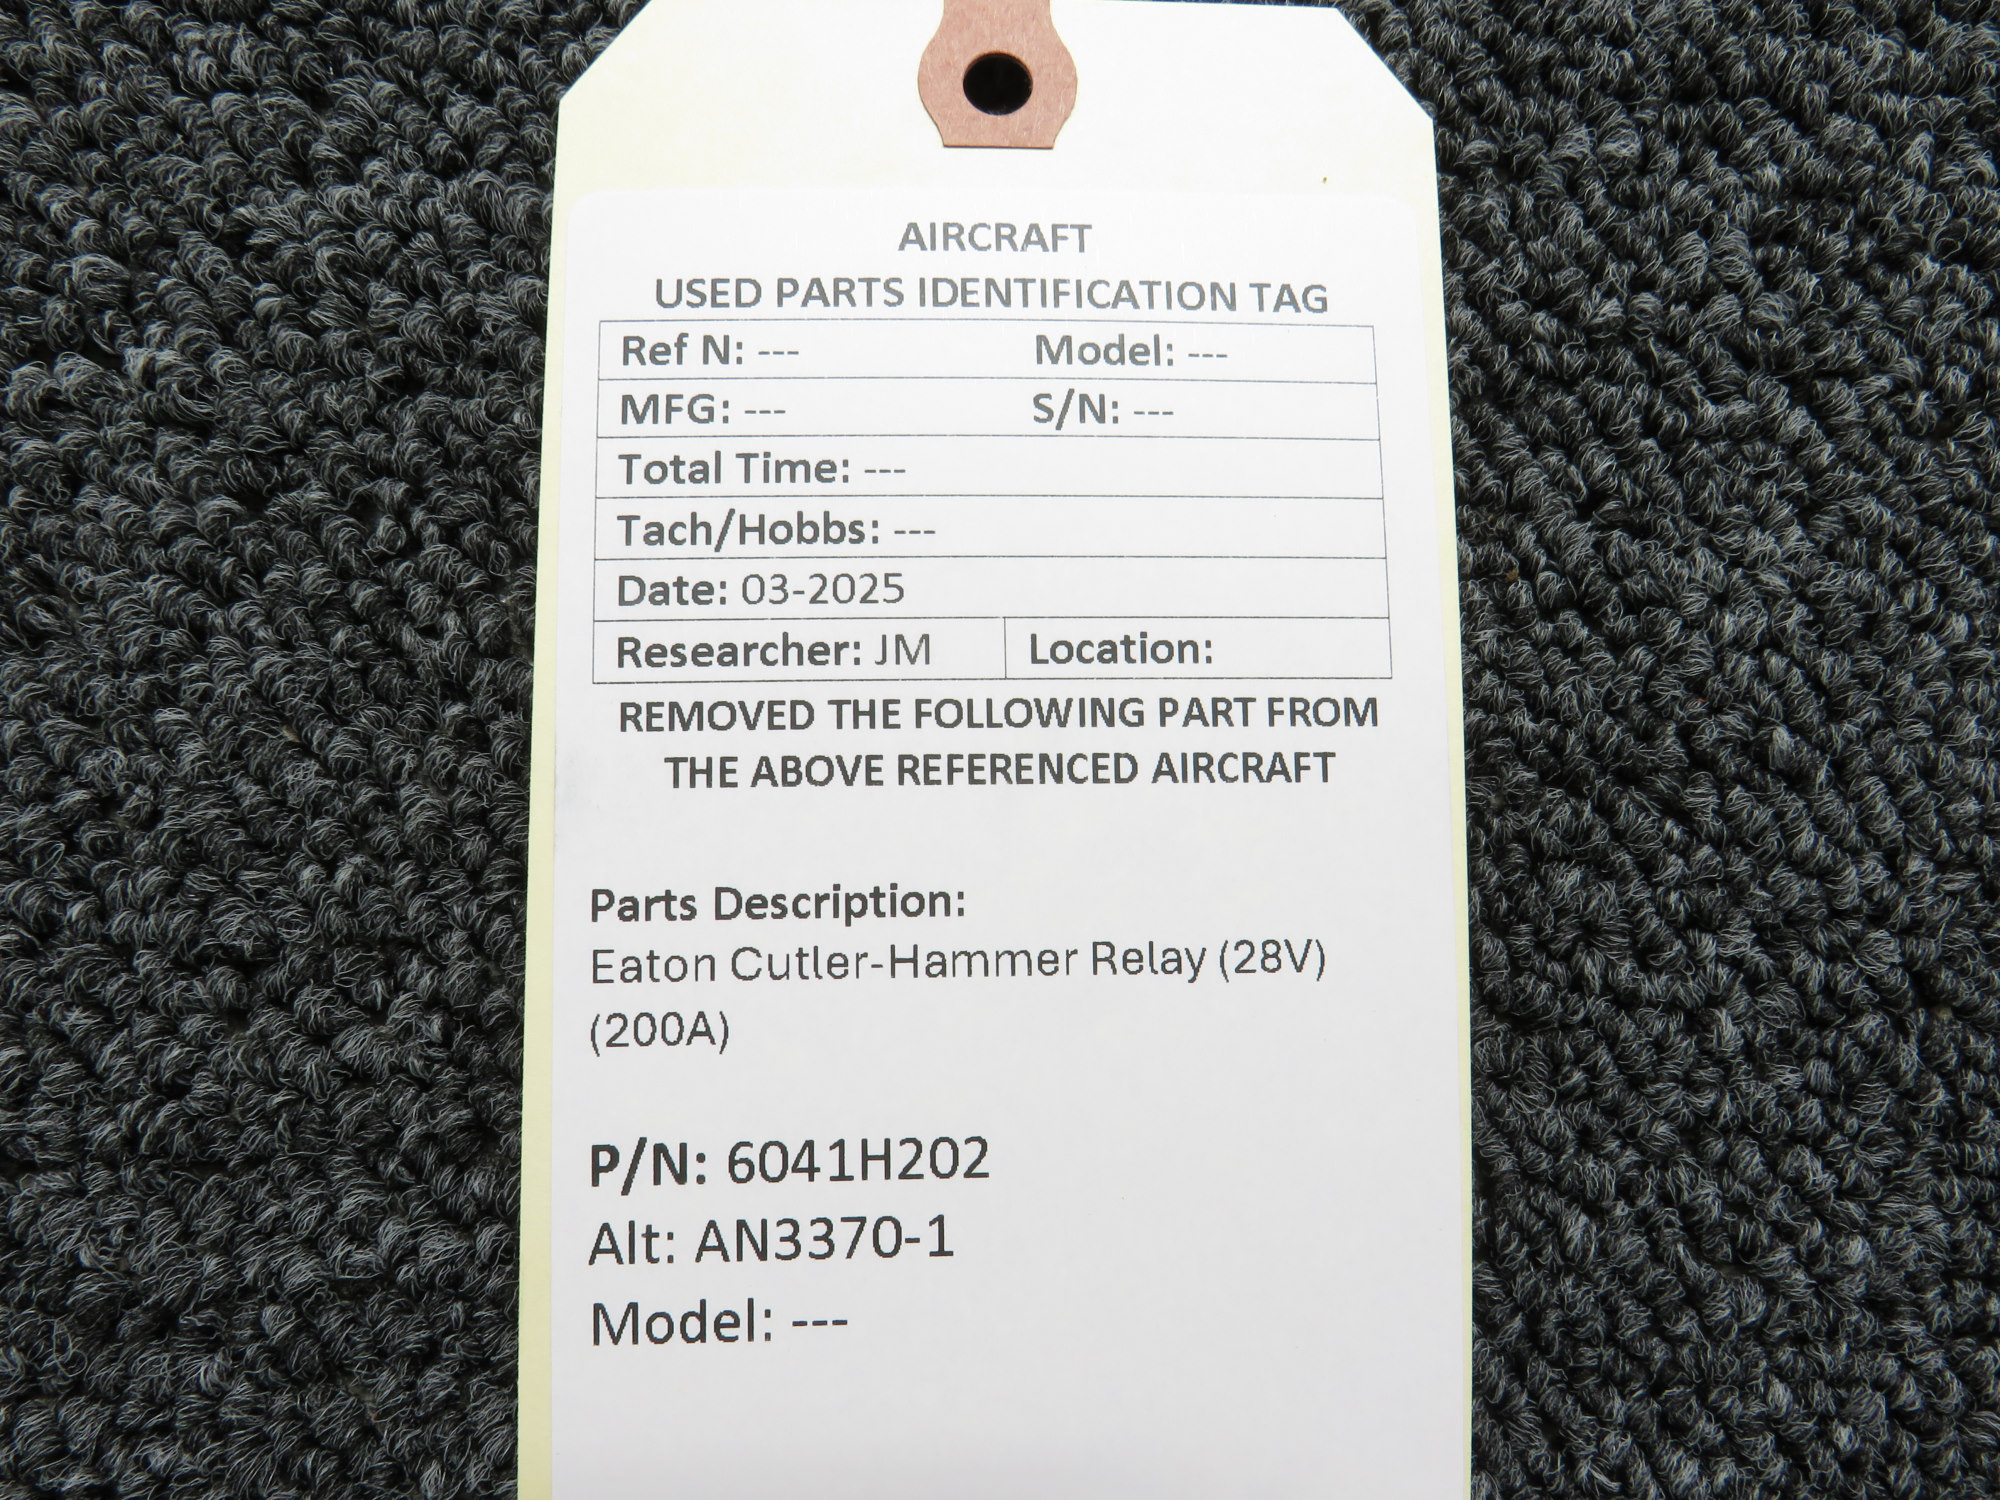 AIRCRAFT
USED PARTS IDENTIFICATION TAG
Ref N: --- Model: ---
MFG: --- S/N: ---
Total Time: ---
Tach/Hobbs: ---
Date: 03-2025
Researcher: JM Location:
REMOVED THE FOLLOWING PART FROM
THE ABOVE REFERENCED AIRCRAFT
Parts Description:
Eaton Cutler-Hammer Relay (28V)
(200A)
P/N: 6041H202
Alt: AN3370-1
Model: ---